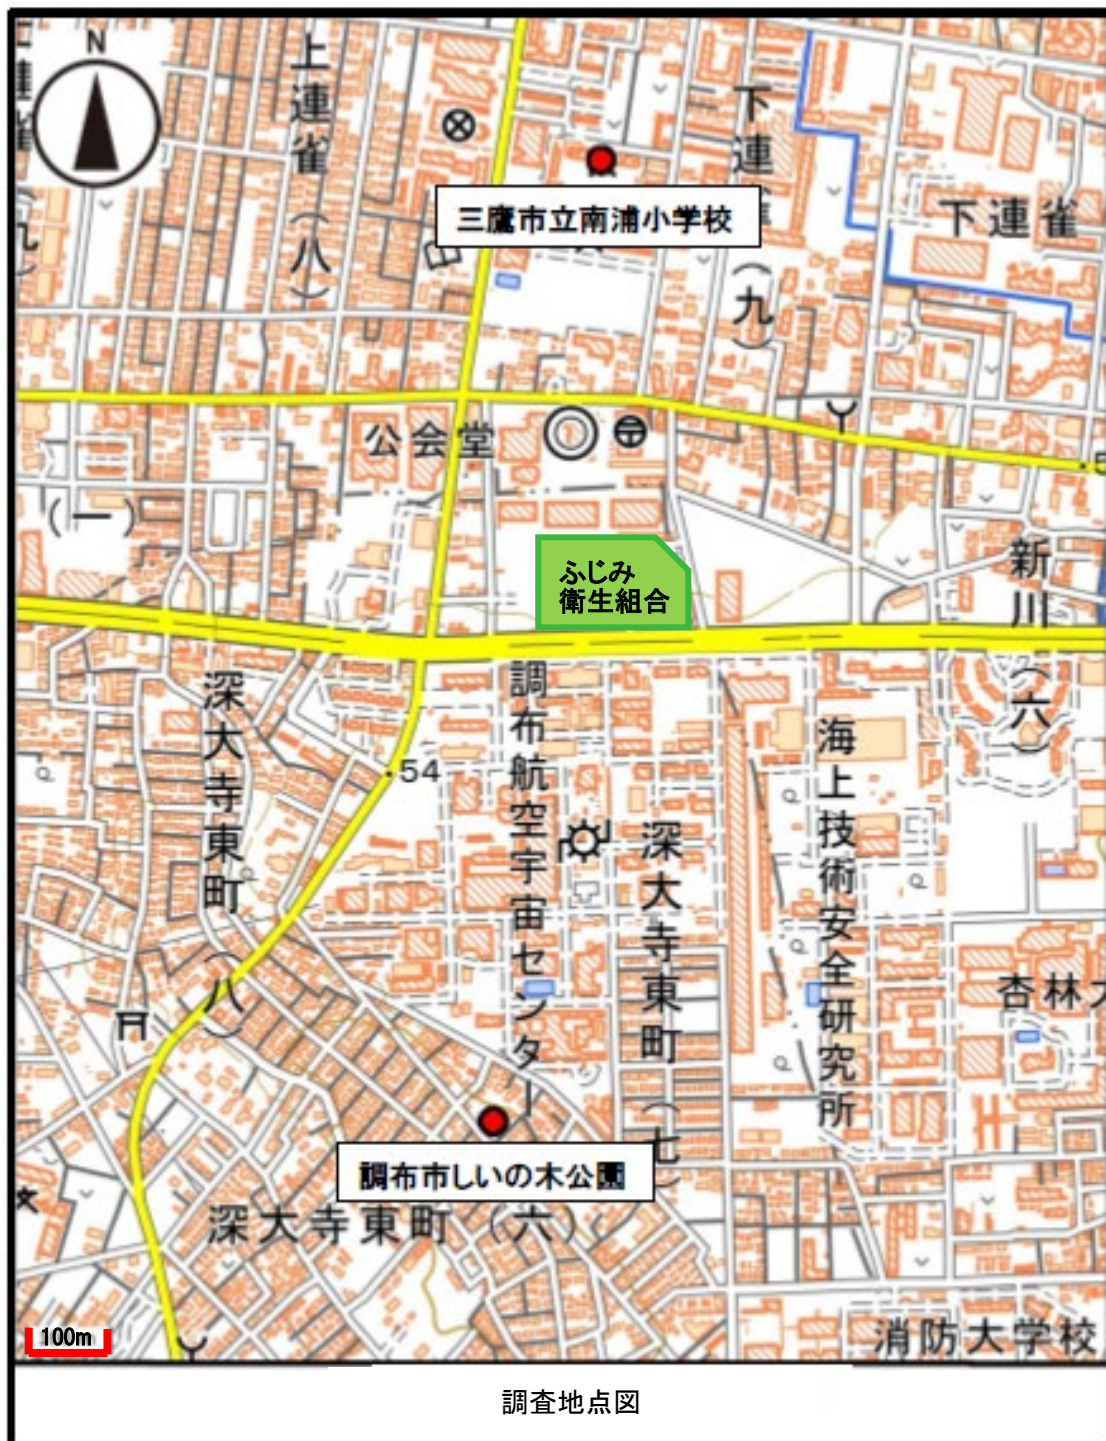 N
上連雀(八)
下連
(九)
下連雀
三鷹市立南浦小学校
公会堂
(一)
ふじみ
衛生組合
新川(六)
深大寺東町(八)
調布航空宇宙センター
54
深大寺東町(七)
海上技術安全研究所
杏林
調布市しいの木公園
深大寺東町(六)
消防大学校
100m
調査地点図